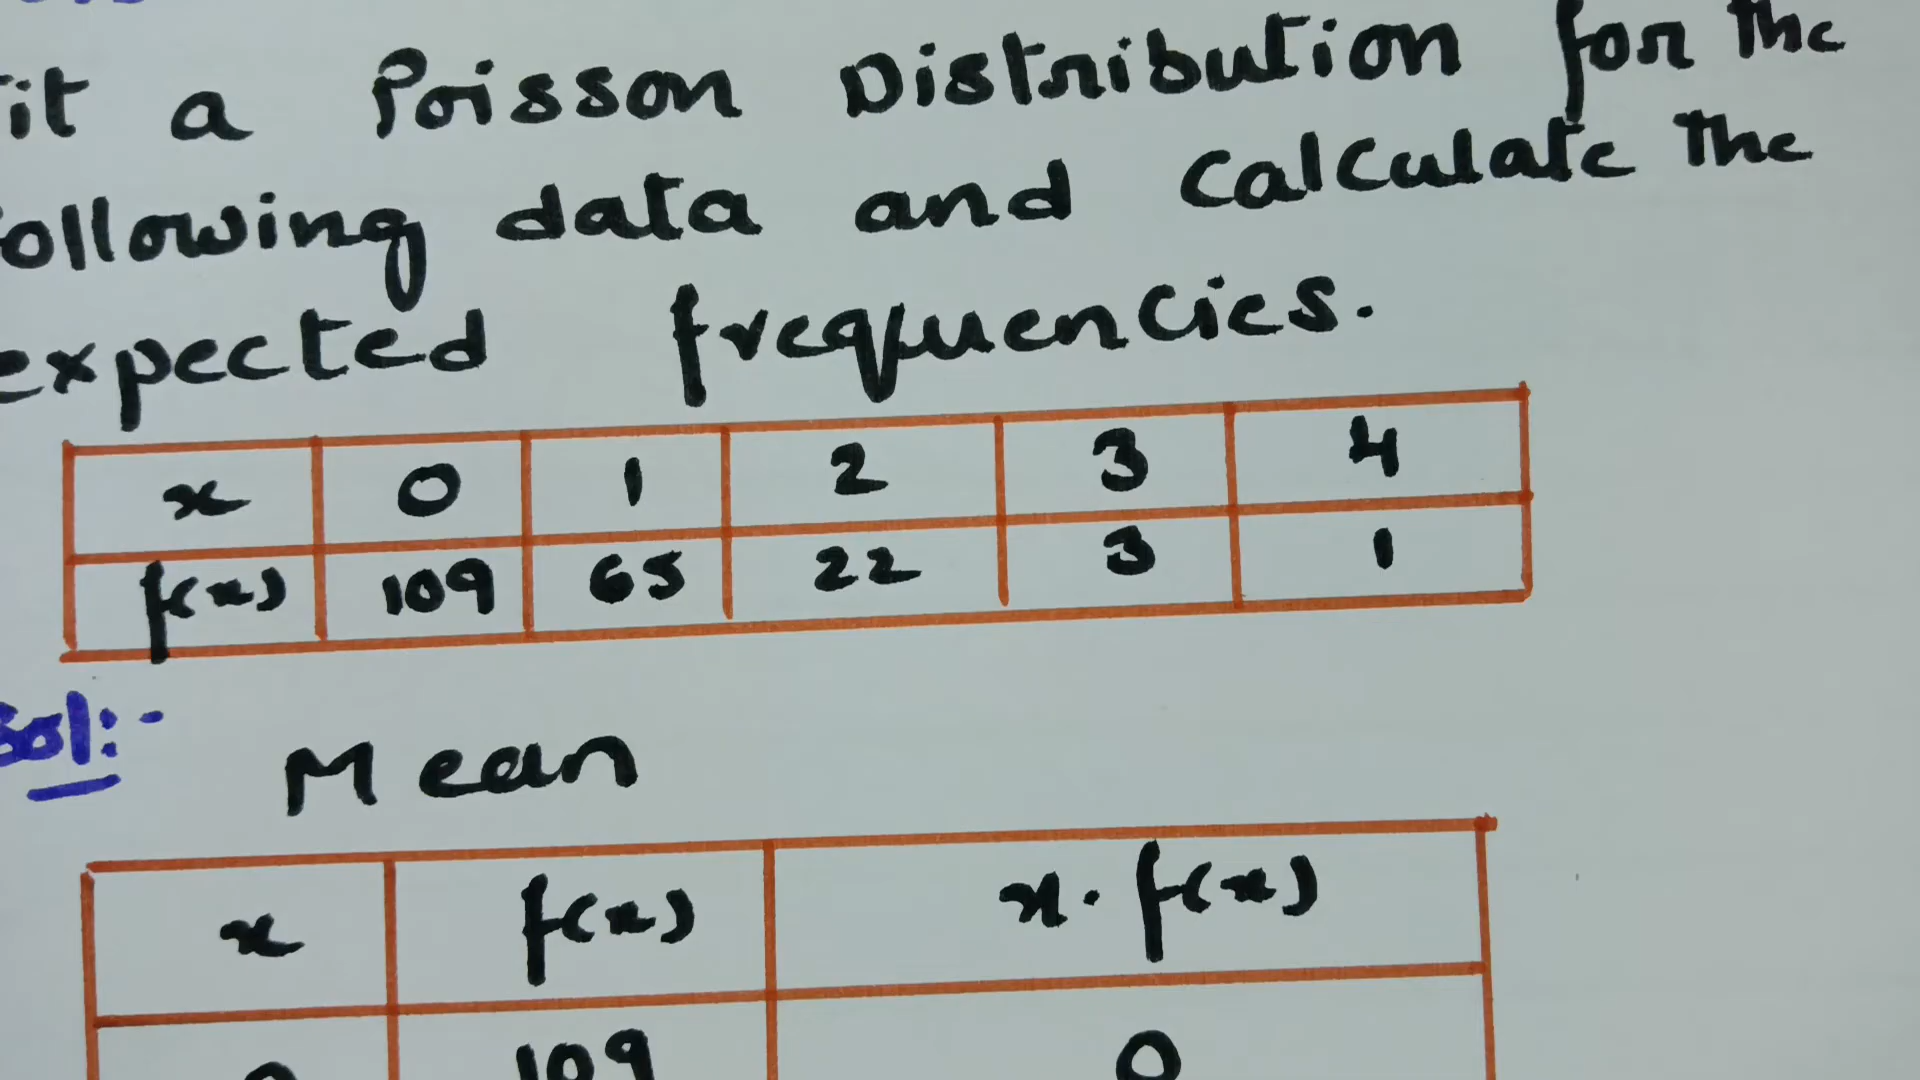 it a Poisson Distribution for the
ollowing data and calculate the
expected frequencies.
x 0 1 2 3 4
f(x) 109 65 22 3 1
Sol:-
Mean
x f(x) x.f(x)
0 109 0